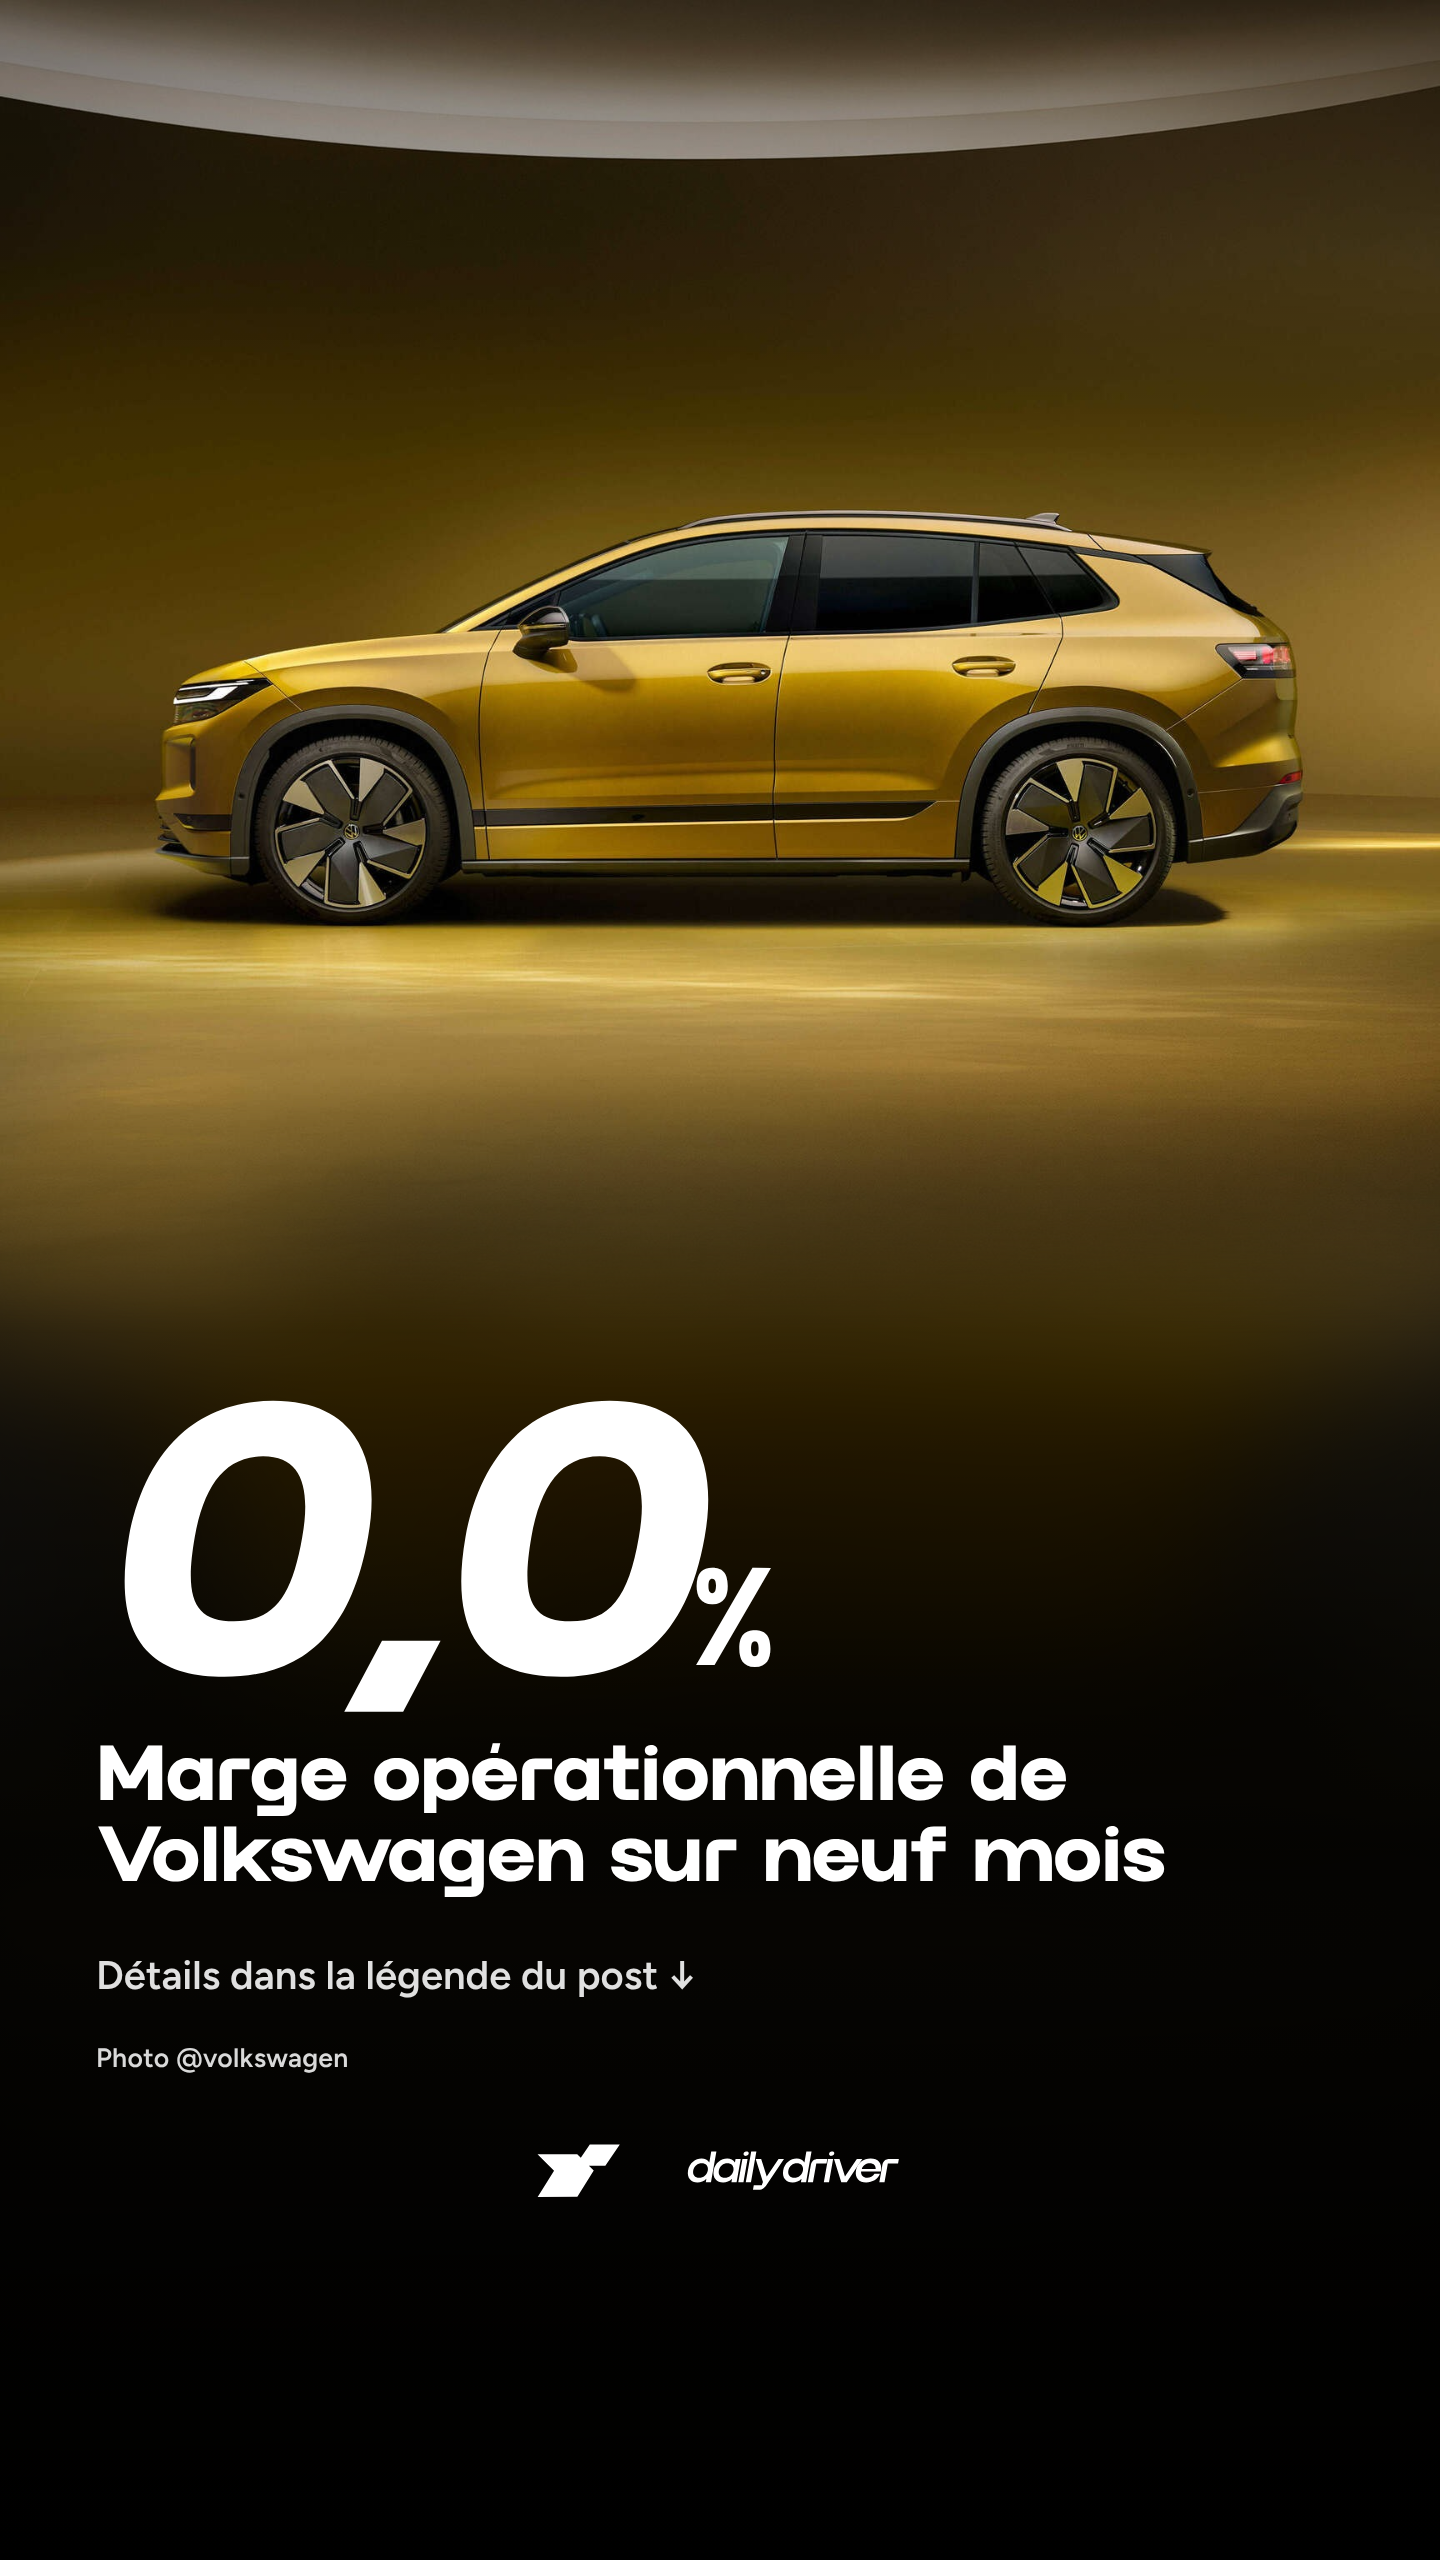 0,0%
Marge opérationnelle de
Volkswagen sur neuf mois
Détails dans la légende du post ↓
Photo @volkswagen
dailydriver